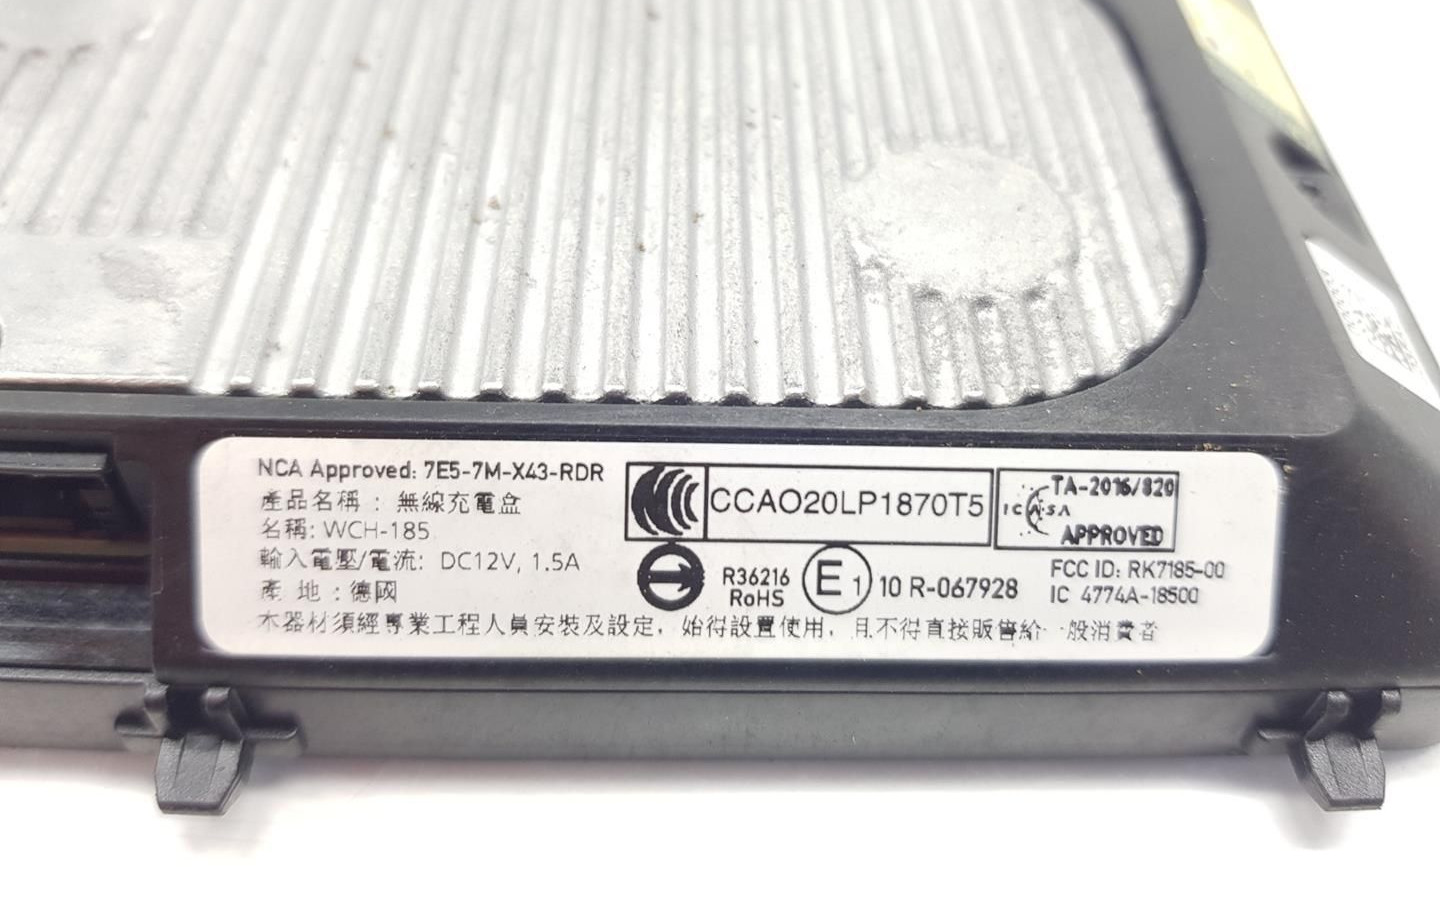 NCA Approved: 7E5-7M-X43-RDR
產品名稱 : 無線充電盒
名稱: WCH-185
輸入電壓/電流: DC12V, 1.5A
產 地 : 德國
CCAO20LP1870T5
ICASA
TA-2016/820
APPROVED
R36216
RoHS
E1
10 R-067928
FCC ID: RK7185-00
IC 4774A-18500
本器材須經專業工程人員安裝及設定, 始得設置使用, 且不得直接販售給一般消費者